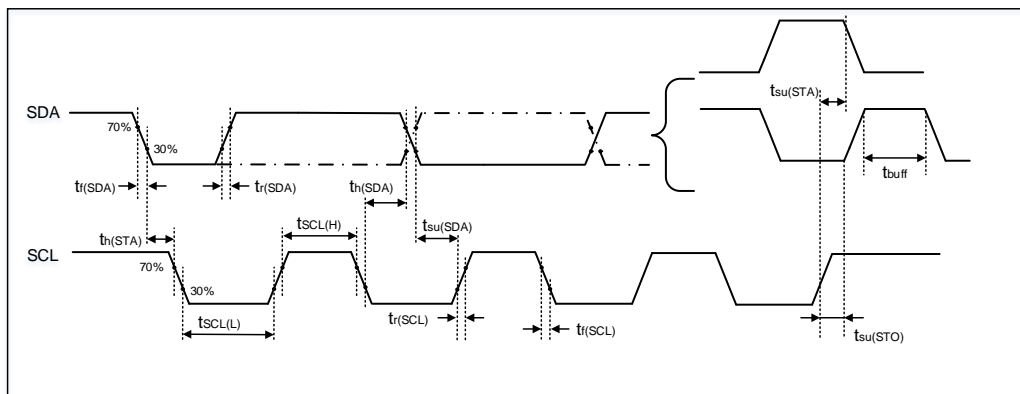 tsu(STA)
SDA
70%
30%
tbuff
tf(SDA)
tr(SDA)
th(SDA)
tSCL(H)
tsu(SDA)
th(STA)
SCL
70%
30%
tSCL(L)
tr(SCL)
tf(SCL)
tsu(STO)